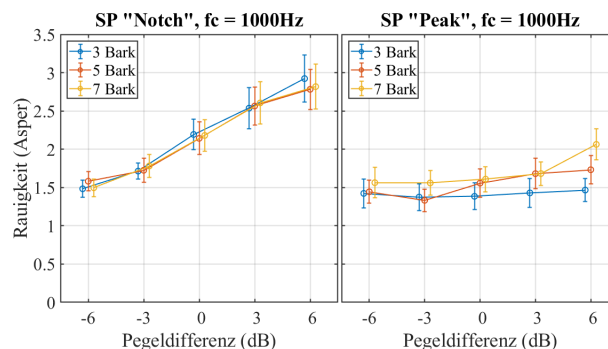 SP "Notch", fc = 1000Hz
SP "Peak", fc = 1000Hz
Rauigkeit (Asper)
3.5
3
2.5
2
1.5
1
0.5
0
3 Bark
5 Bark
7 Bark
3 Bark
5 Bark
7 Bark
-6 -3 0 3 6
-6 -3 0 3 6
Pegeldifferenz (dB)
Pegeldifferenz (dB)